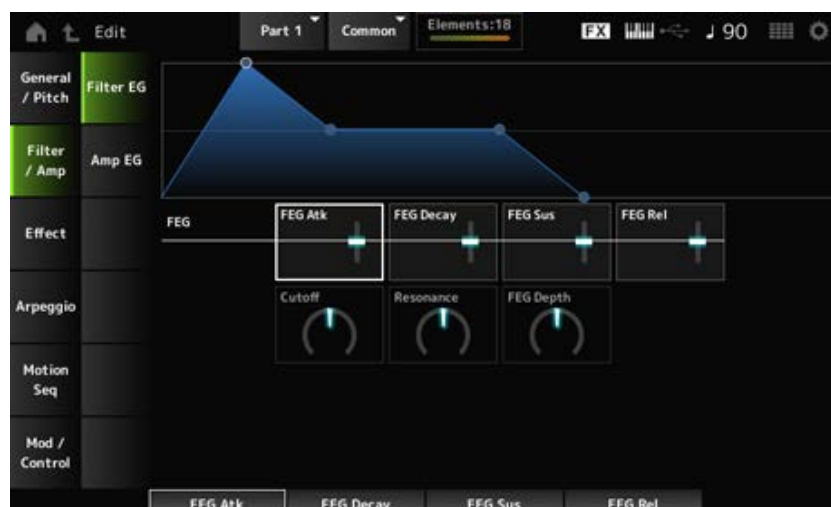 Edit
Part 1
Common
Elements:18
FX
90
General
/ Pitch
Filter EG
Filter
/ Amp
Amp EG
Effect
Arpeggio
Motion
Seq
Mod /
Control
FEG
FEG Atk
FEG Decay
FEG Sus
FEG Rel
Cutoff
Resonance
FEG Depth
FEG Atk
FEG Decay
FEG Sus
FEG Rel